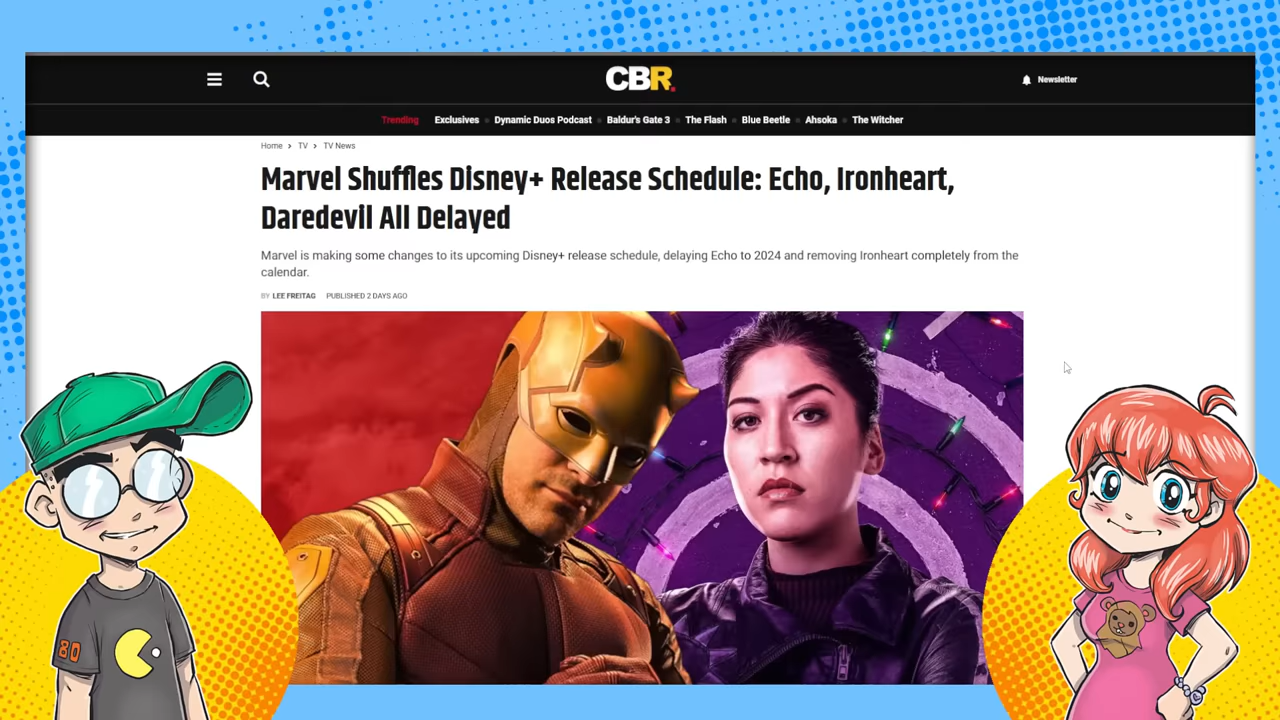 CBR.
Newsletter
Trending Exclusives Dynamic Duos Podcast Baldur's Gate 3 The Flash Blue Beetle Ahsoka The Witcher
Home > TV > TV News
Marvel Shuffles Disney+ Release Schedule: Echo, Ironheart,
Daredevil All Delayed
Marvel is making some changes to its upcoming Disney+ release schedule, delaying Echo to 2024 and removing Ironheart completely from the
calendar.
BY LEE FREITAG PUBLISHED 2 DAYS AGO
80